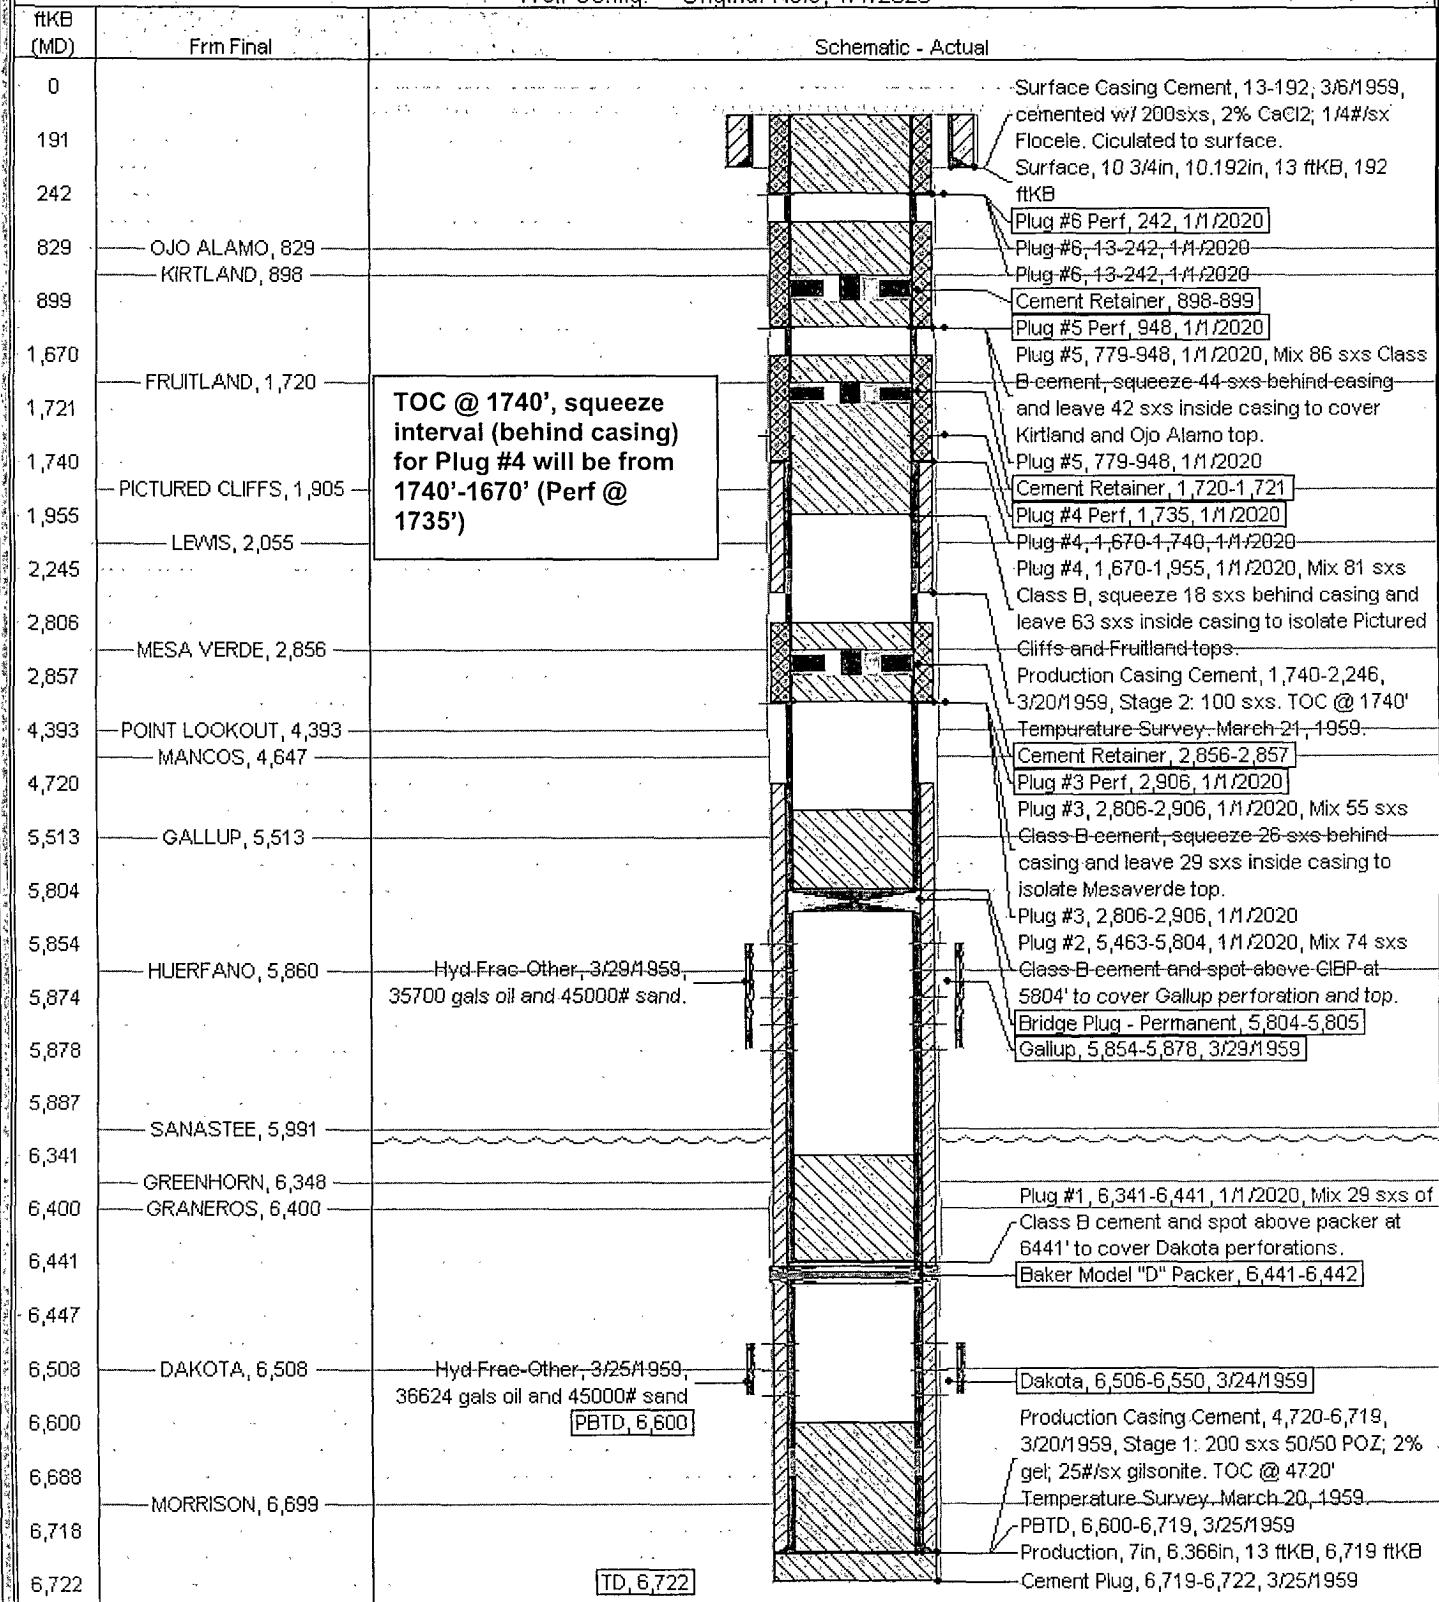 ftKB
(MD)
Frm Final
Schematic - Actual
0
191
242
829
899
1,670
1,721
1,740
1,955
2,245
2,806
2,857
4,393
4,720
5,513
5,804
5,854
5,874
5,878
5,887
6,341
6,400
6,441
6,447
6,508
6,600
6,688
6,718
6,722
OJO ALAMO, 829
KIRTLAND, 898
FRUITLAND, 1,720
PICTURED CLIFFS, 1,905
LEWIS, 2,055
MESA VERDE, 2,856
POINT LOOKOUT, 4,393
MANCOS, 4,647
GALLUP, 5,513
HUERFANO, 5,860
SANASTEE, 5,991
GREENHORN, 6,348
GRANEROS, 6,400
DAKOTA, 6,508
MORRISON, 6,699
TOC @ 1740', squeeze
interval (behind casing)
for Plug #4 will be from
1740'-1670' (Perf @
1735')
Hyd Frac-Other, 3/29/1959,
35700 gals oil and 45000# sand.
Hyd Frac-Other, 3/25/1959,
36624 gals oil and 45000# sand
PBTD, 6,600
TD, 6,722
Surface Casing Cement, 13-192, 3/6/1959,
cemented w/ 200sxs, 2% CaCl2; 1/4#/sx
Flocele. Ciculated to surface.
Surface, 10 3/4in, 10.192in, 13 ftKB, 192
ftKB
Plug #6 Perf, 242, 1/1/2020
Plug #6, 13-242, 1/1/2020
Plug #6, 13-242, 1/1/2020
Cement Retainer, 898-899
Plug #5 Perf, 948, 1/1/2020
Plug #5, 779-948, 1/1/2020, Mix 86 sxs Class
B cement, squeeze 44 sxs behind casing
and leave 42 sxs inside casing to cover
Kirtland and Ojo Alamo top.
Plug #5, 779-948, 1/1/2020
Cement Retainer, 1,720-1,721
Plug #4 Perf, 1,735, 1/1/2020
Plug #4, 1,670-1,740, 1/1/2020
Plug #4, 1,670-1,955, 1/1/2020, Mix 81 sxs
Class B, squeeze 18 sxs behind casing and
leave 63 sxs inside casing to isolate Pictured
Cliffs and Fruitland tops.
Production Casing Cement, 1,740-2,246,
3/20/1959, Stage 2: 100 sxs. TOC @ 1740'
Tempurature Survey. March 21, 1959.
Cement Retainer, 2,856-2,857
Plug #3 Perf, 2,906, 1/1/2020
Plug #3, 2,806-2,906, 1/1/2020, Mix 55 sxs
Class B cement, squeeze 26 sxs behind
casing and leave 29 sxs inside casing to
isolate Mesaverde top.
Plug #3, 2,806-2,906, 1/1/2020
Plug #2, 5,463-5,804, 1/1/2020, Mix 74 sxs
Class B cement and spot above CIBP at
5804' to cover Gallup perforation and top.
Bridge Plug - Permanent, 5,804-5,805
Gallup, 5,854-5,878, 3/29/1959
Plug #1, 6,341-6,441, 1/1/2020, Mix 29 sxs of
Class B cement and spot above packer at
6441' to cover Dakota perforations.
Baker Model "D" Packer, 6,441-6,442
Dakota, 6,506-6,550, 3/24/1959
Production Casing Cement, 4,720-6,719,
3/20/1959, Stage 1: 200 sxs 50/50 POZ; 2%
gel; 25#/sx gilsonite. TOC @ 4720'
Temperature Survey. March 20, 1959.
PBTD, 6,600-6,719, 3/25/1959
Production, 7in, 6.366in, 13 ftKB, 6,719 ftKB
Cement Plug, 6,719-6,722, 3/25/1959